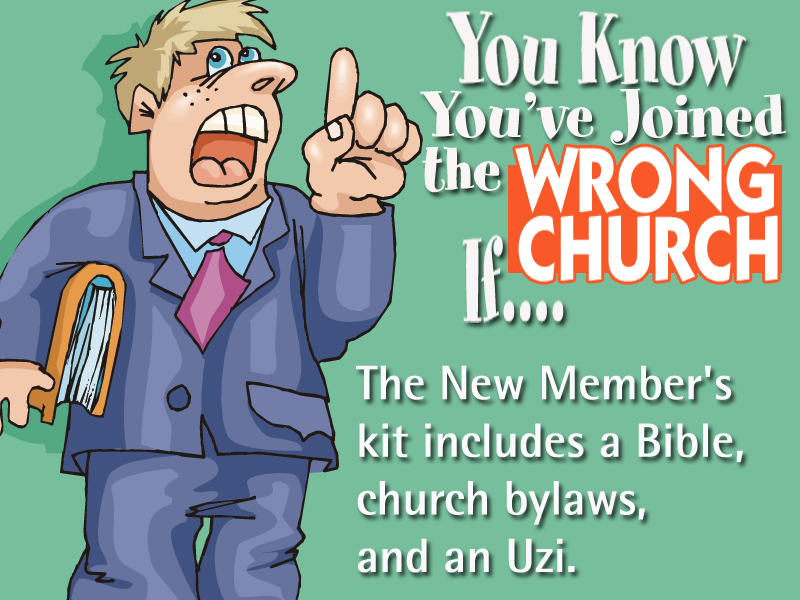 You Know
You've Joined
the WRONG
CHURCH
If....
The New Member's
kit includes a Bible,
church bylaws,
and an Uzi.